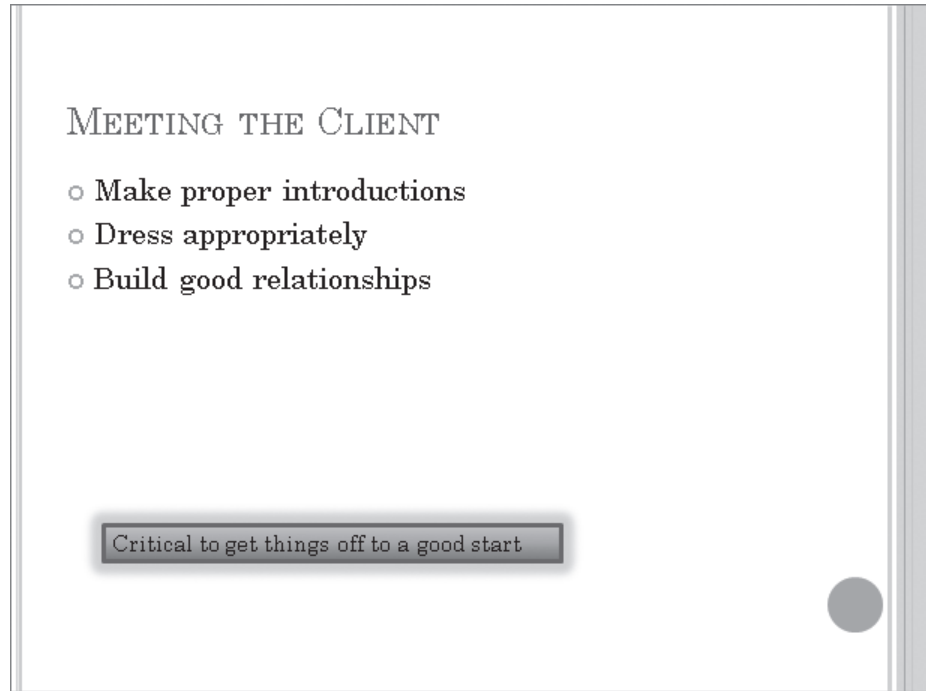 Meeting the Client
Make proper introductions
Dress appropriately
Build good relationships
Critical to get things off to a good start